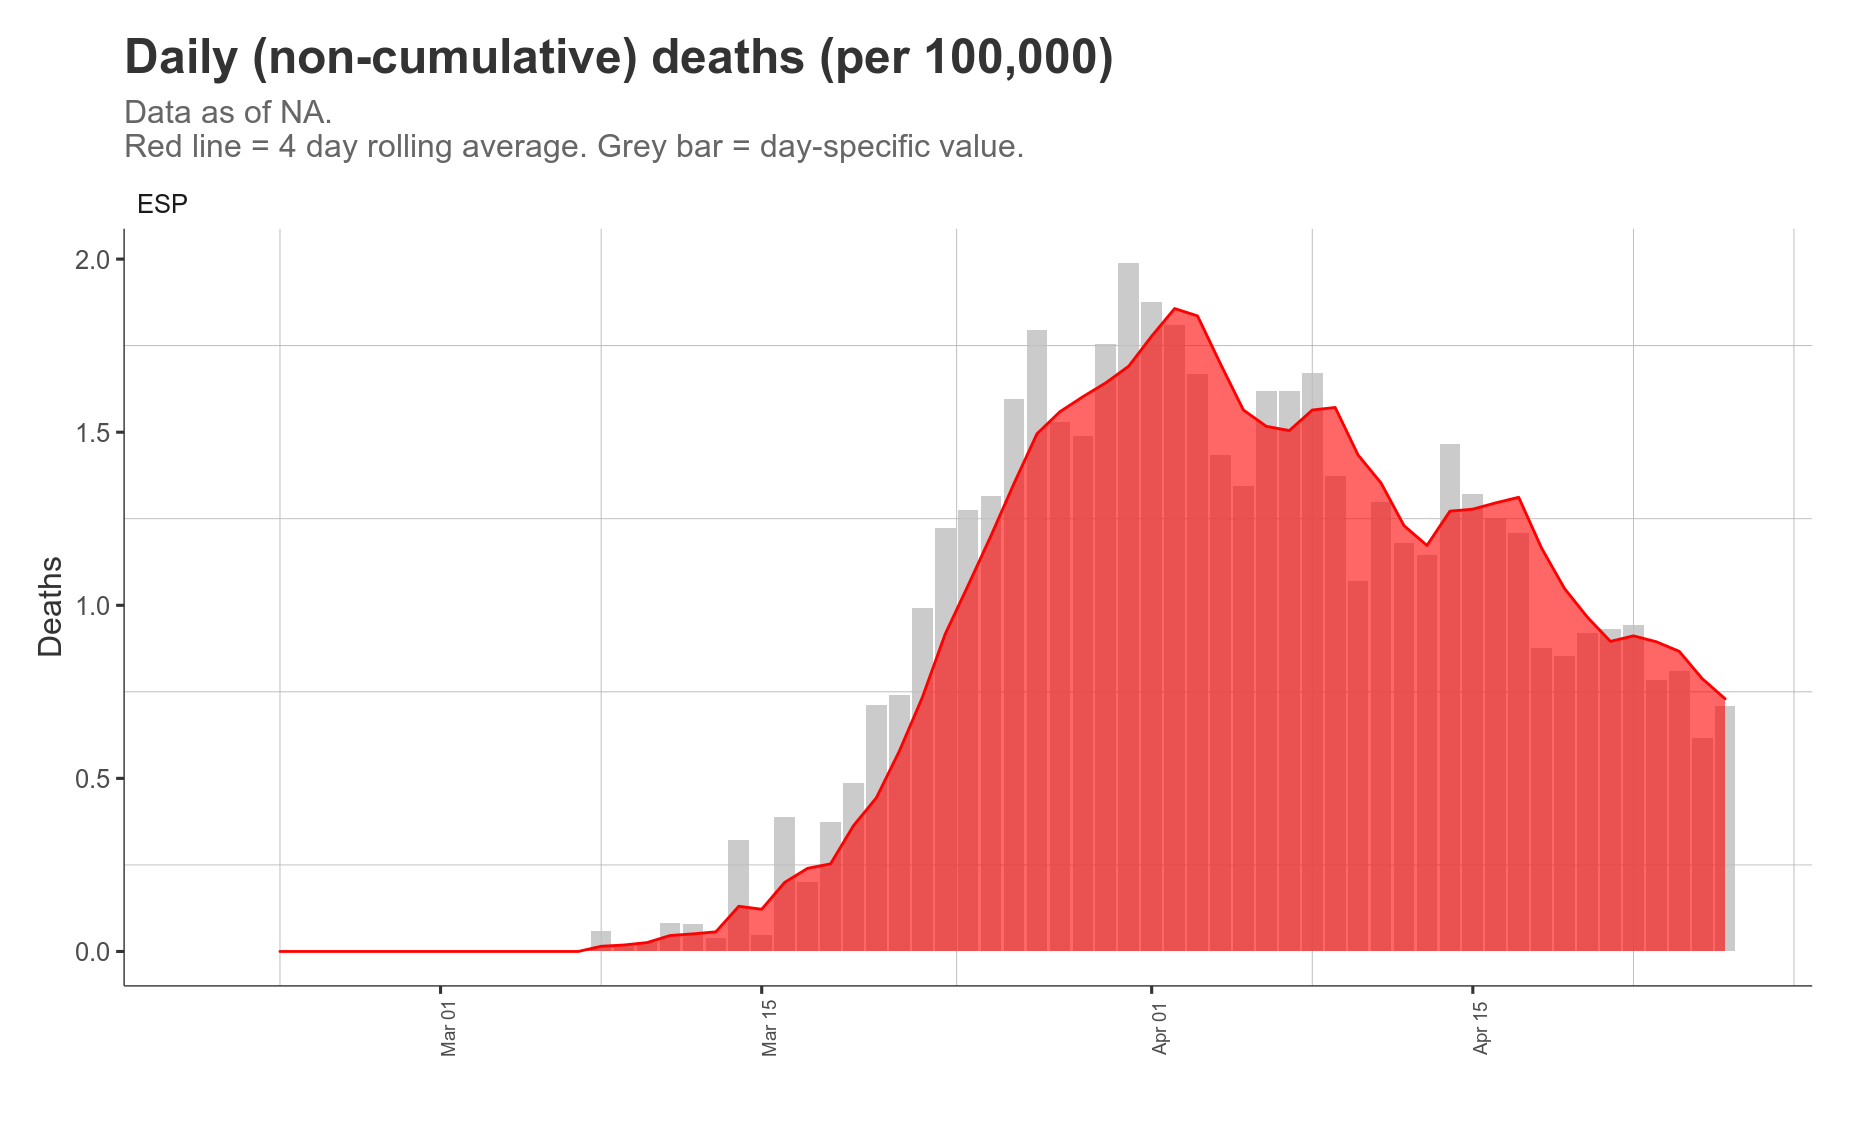 Daily (non-cumulative) deaths (per 100,000)
Data as of NA.
Red line = 4 day rolling average. Grey bar = day-specific value.
ESP
2.0
1.5
1.0
0.5
0.0
Deaths
Mar 01
Mar 15
Apr 01
Apr 15